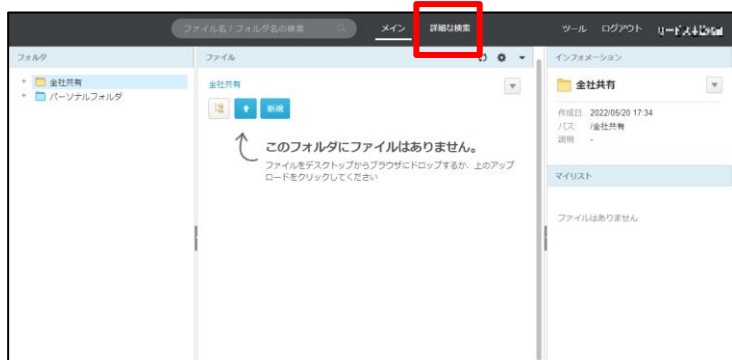 ファイル名 / フォルダ名の検索
メイン
詳細な検索
ツール
ログアウト
フォルダ
全社共有
パーソナルフォルダ
ファイル
全社共有
新規
このフォルダにファイルはありません。
ファイルをデスクトップからブラウザにドロップするか、上のアップ
ロードをクリックしてください
インフォメーション
全社共有
作成日: 2022/05/20 17:34
パス: /全社共有
説明 -
マイリスト
ファイルはありません